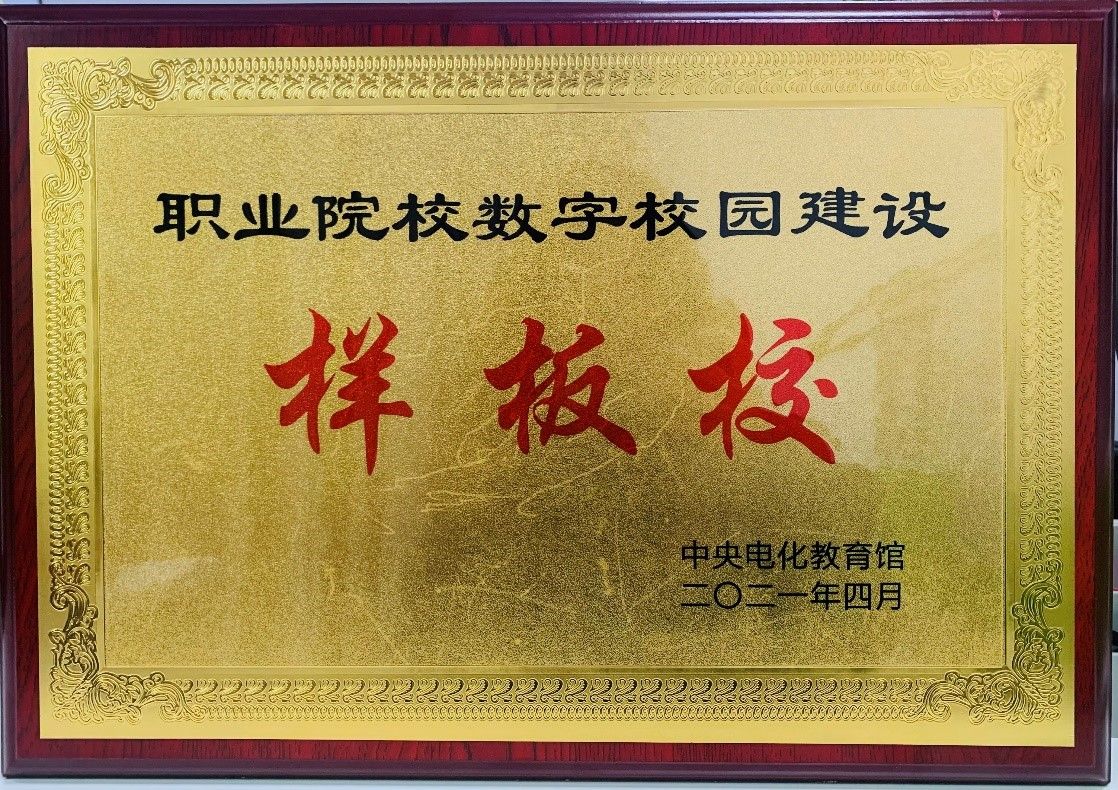 职业院校数字校园建设
样板校
中央电化教育馆
二〇二一年四月